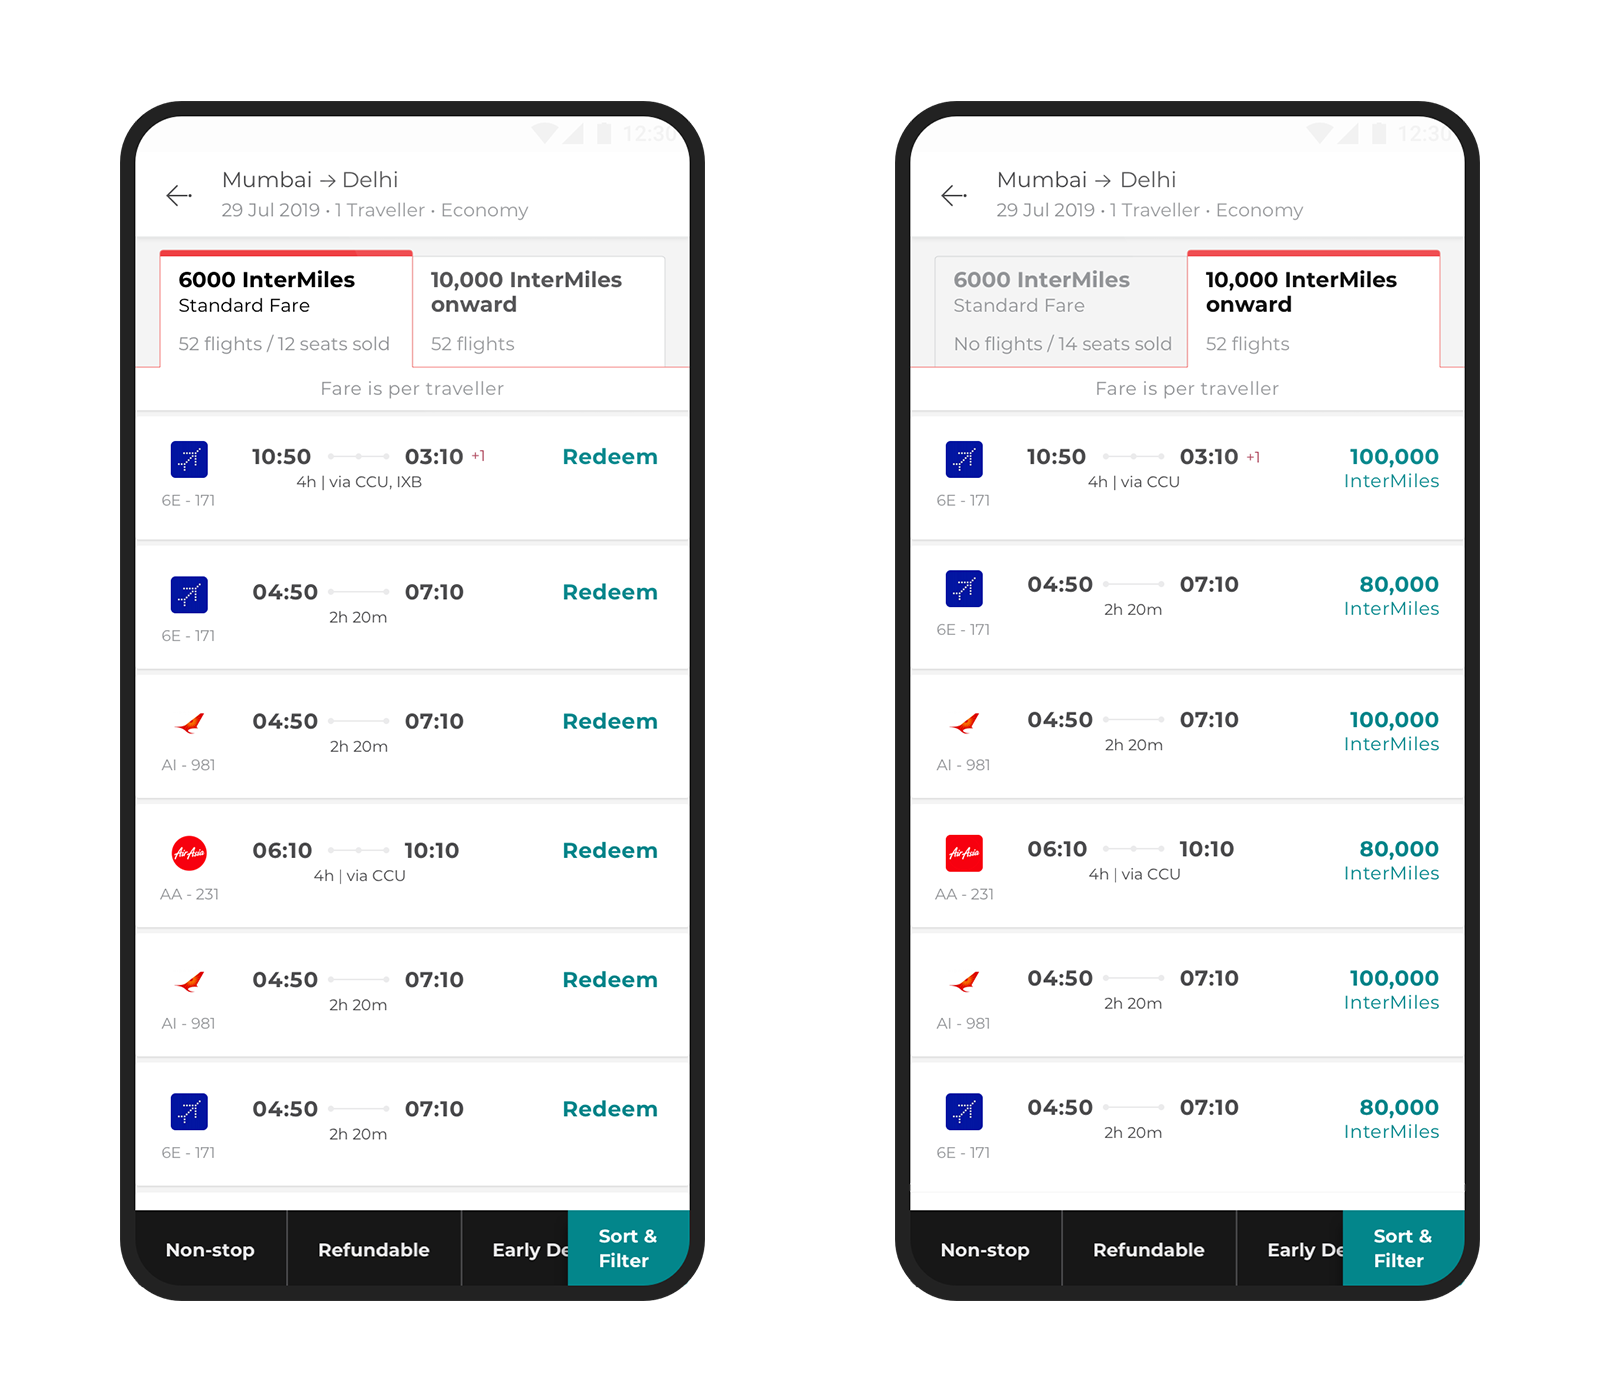 12:30
Mumbai → Delhi
29 Jul 2019 • 1 Traveller • Economy
6000 InterMiles
Standard Fare
52 flights / 12 seats sold
10,000 InterMiles
onward
52 flights
Fare is per traveller
10:50 03:10 +1 Redeem
4h | via CCU, IXB
6E - 171
04:50 07:10 Redeem
2h 20m
6E - 171
04:50 07:10 Redeem
2h 20m
AI - 981
AirAsia
06:10 10:10 Redeem
4h | via CCU
AA - 231
04:50 07:10 Redeem
2h 20m
AI - 981
04:50 07:10 Redeem
2h 20m
6E - 171
Non-stop
Refundable
Early De
Sort &
Filter
12:30
Mumbai → Delhi
29 Jul 2019 • 1 Traveller • Economy
6000 InterMiles
Standard Fare
No flights / 14 seats sold
10,000 InterMiles
onward
52 flights
Fare is per traveller
10:50 03:10 +1 100,000
4h | via CCU InterMiles
6E - 171
04:50 07:10 80,000
2h 20m InterMiles
6E - 171
04:50 07:10 100,000
2h 20m InterMiles
AI - 981
AirAsia
06:10 10:10 80,000
4h | via CCU InterMiles
AA - 231
04:50 07:10 100,000
2h 20m InterMiles
AI - 981
04:50 07:10 80,000
2h 20m InterMiles
6E - 171
Non-stop
Refundable
Early De
Sort &
Filter